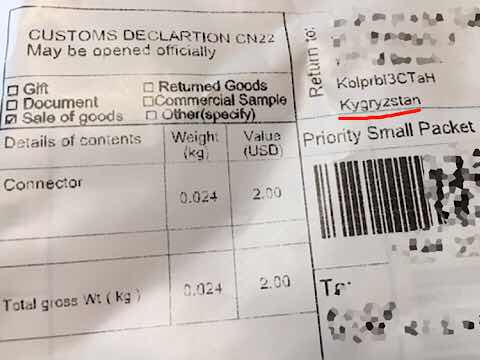 CUSTOMS DECLARTION CN22
May be opened officially
Gift
Returned Goods
Document
Commercial Sample
Sale of goods
Other(specify)
Details of contents
Weight (kg)
Value (USD)
Connector
0.024
2.00
Total gross Wt ( kg )
0.024
2.00
Return to:
Kolprbl3CTaH
Kygryzstan
Priority Small Packet